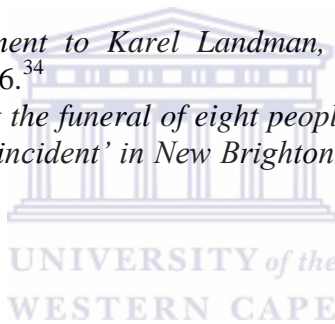 ment to Karel Landman,
6.³⁴
the funeral of eight peopl
incident’ in New Brighton
UNIVERSITY of the
WESTERN CAPE